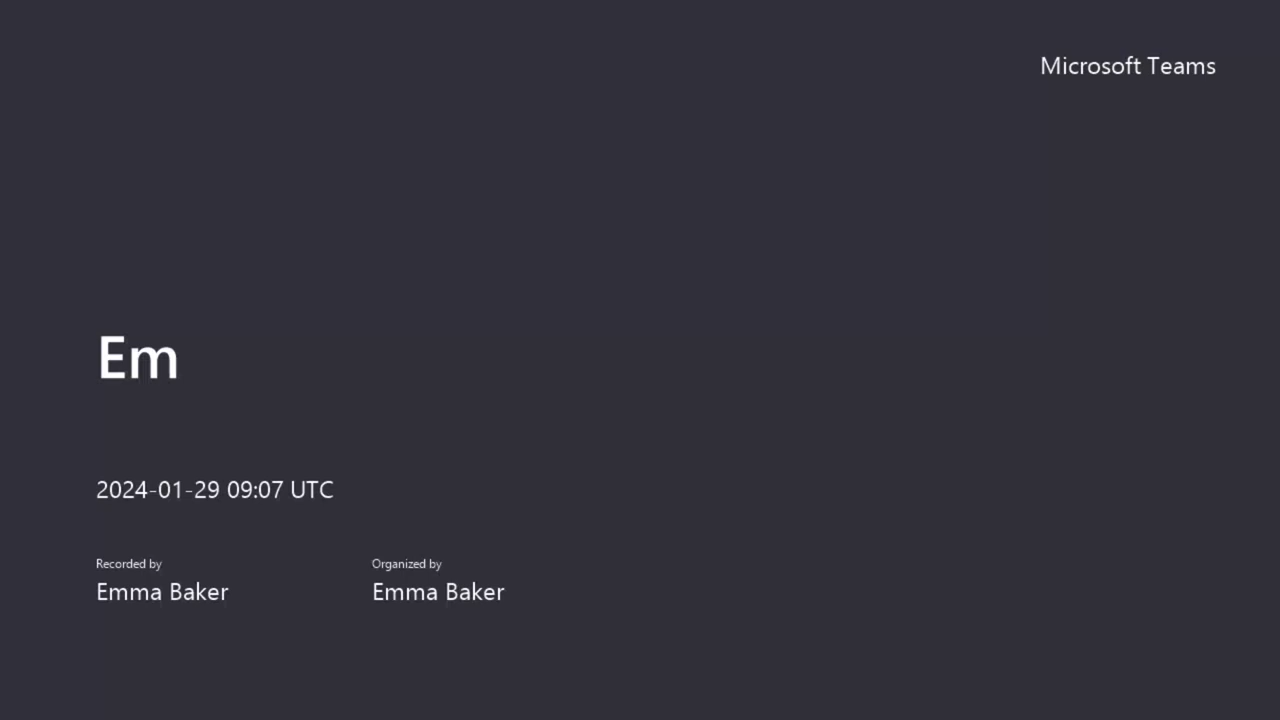 Microsoft Teams
Em
2024-01-29 09:07 UTC
Recorded by
Emma Baker
Organized by
Emma Baker